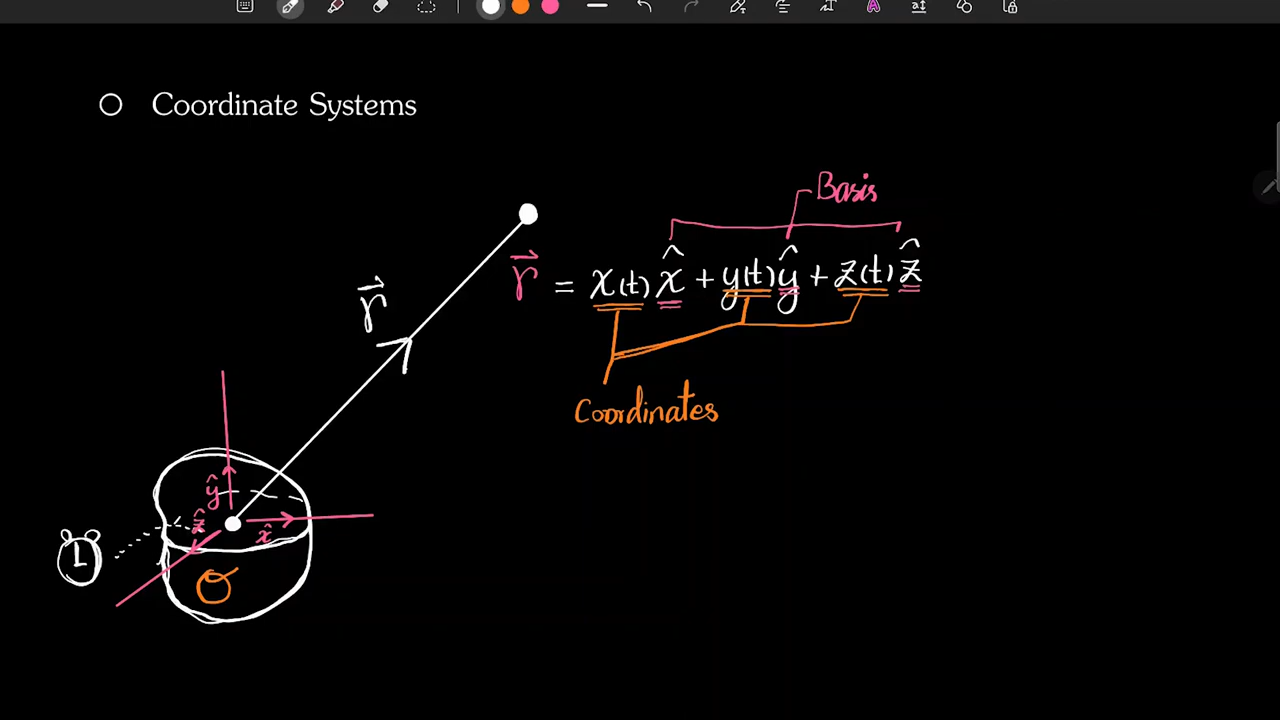 Coordinate Systems
Basis
r⃗ = x(t) x̂ + y(t) ŷ + z(t) ẑ
r⃗
Coordinates
ŷ
ẑ
x̂
O